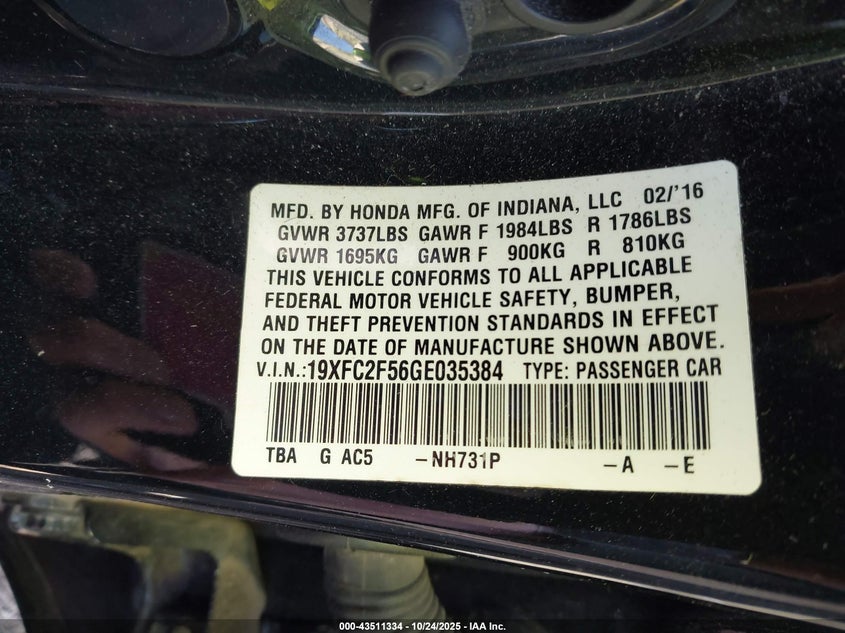 MFD. BY HONDA MFG. OF INDIANA, LLC 02/'16
GVWR 3737LBS GAWR F 1984LBS R 1786LBS
GVWR 1695KG GAWR F 900KG R 810KG
THIS VEHICLE CONFORMS TO ALL APPLICABLE
FEDERAL MOTOR VEHICLE SAFETY, BUMPER,
AND THEFT PREVENTION STANDARDS IN EFFECT
ON THE DATE OF MANUFACTURE SHOWN ABOVE.
V.I.N.:19XFC2F56GE035384 TYPE: PASSENGER CAR
TBA G AC5 -NH731P -A -E
000-43511334 - 10/24/2025 - IAA Inc.